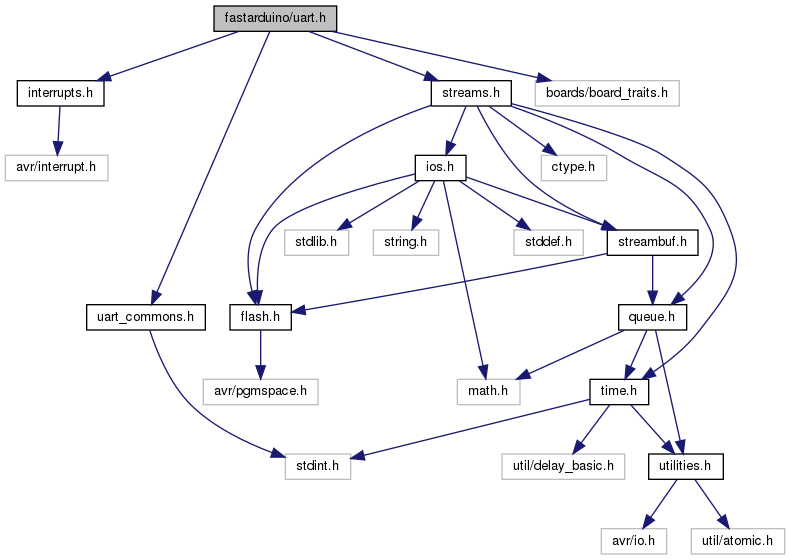 fastarduino/uart.h
interrupts.h
streams.h
boards/board_traits.h
avr/interrupt.h
ios.h
ctype.h
stdlib.h
string.h
stddef.h
streambuf.h
uart_commons.h
flash.h
queue.h
avr/pgmspace.h
math.h
time.h
stdint.h
util/delay_basic.h
utilities.h
avr/io.h
util/atomic.h